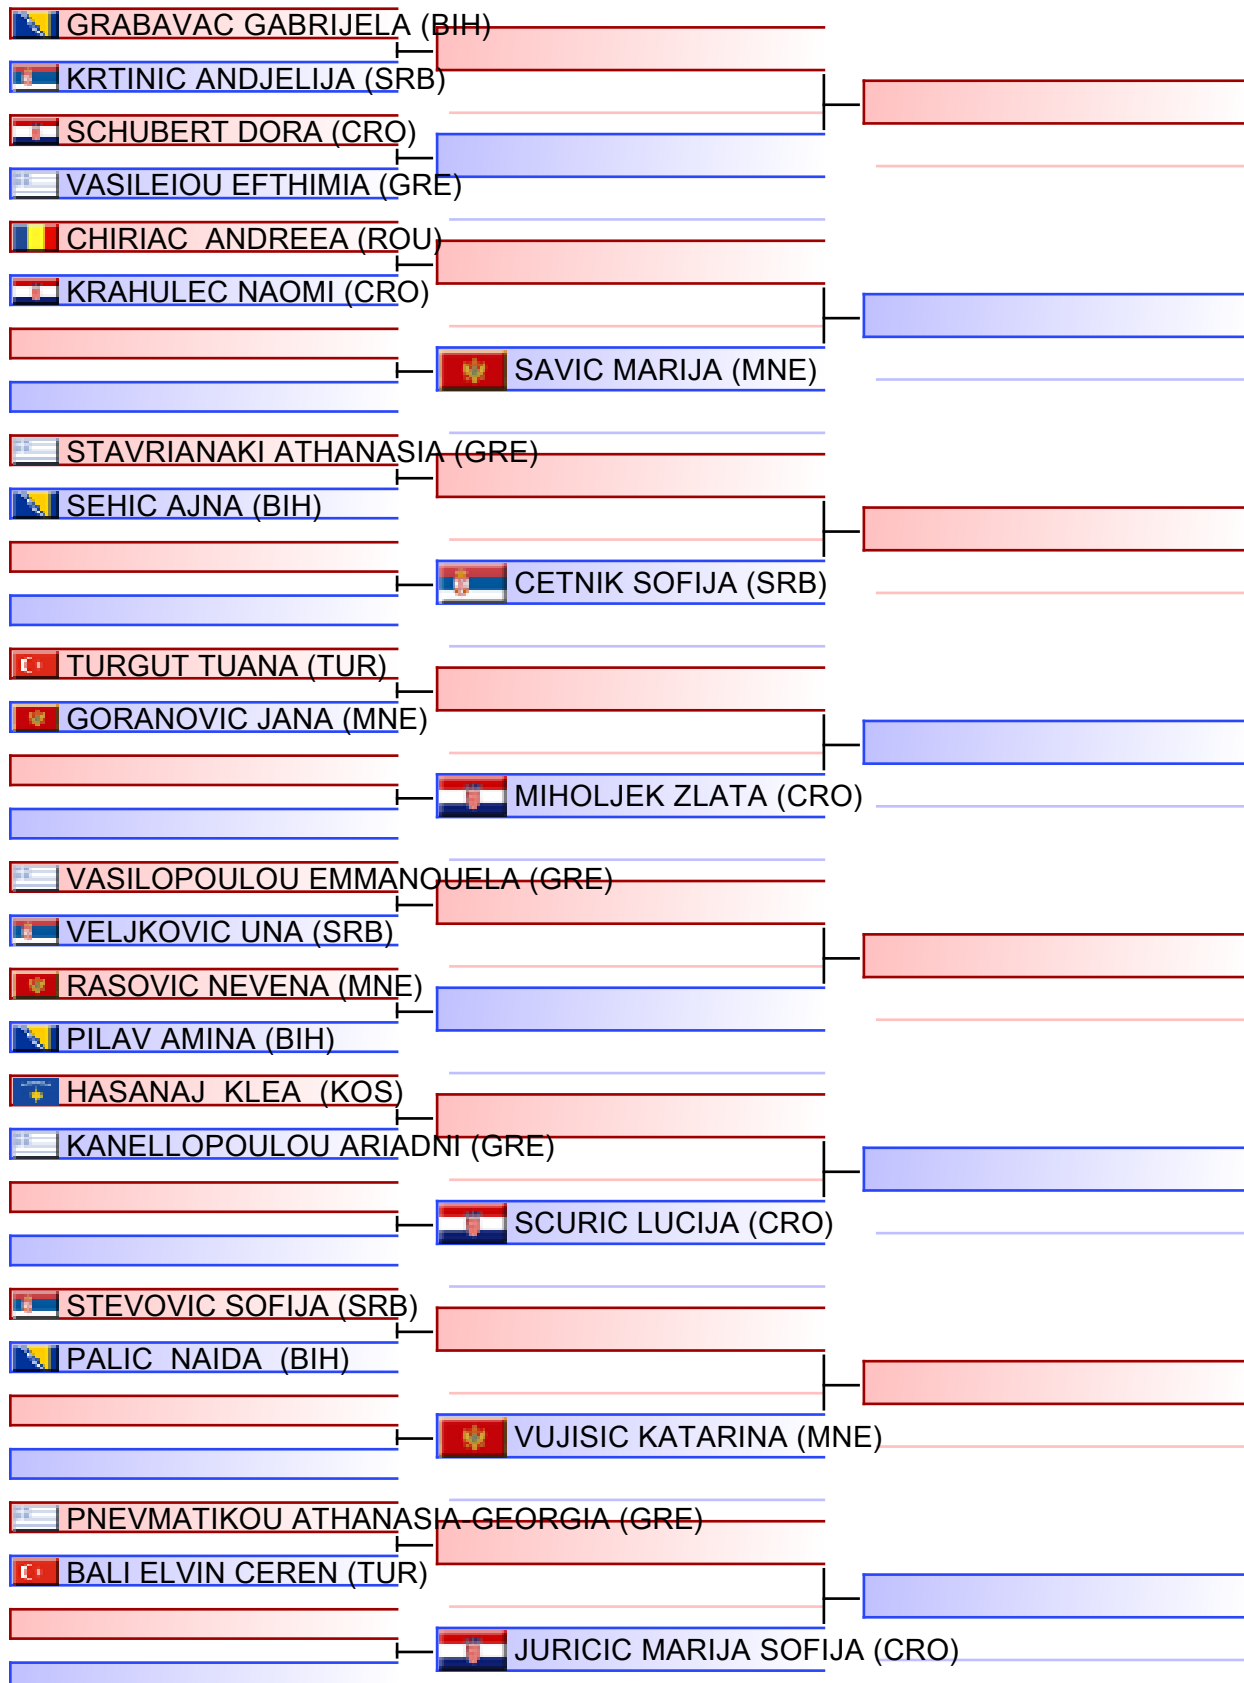 GRABAVAC GABRIJELA (BIH)
KRTINIC ANDJELIJA (SRB)
SCHUBERT DORA (CRO)
VASILEIOU EFTHIMIA (GRE)
CHIRIAC  ANDREEA (ROU)
KRAHULEC NAOMI (CRO)
SAVIC MARIJA (MNE)
STAVRIANAKI ATHANASIA (GRE)
SEHIC AJNA (BIH)
CETNIK SOFIJA (SRB)
TURGUT TUANA (TUR)
GORANOVIC JANA (MNE)
MIHOLJEK ZLATA (CRO)
VASILOPOULOU EMMANOUELA (GRE)
VELJKOVIC UNA (SRB)
RASOVIC NEVENA (MNE)
PILAV AMINA (BIH)
HASANAJ  KLEA  (KOS)
KANELLOPOULOU ARIADNI (GRE)
SCURIC LUCIJA (CRO)
STEVOVIC SOFIJA (SRB)
PALIC  NAIDA  (BIH)
VUJISIC KATARINA (MNE)
PNEVMATIKOU ATHANASIA-GEORGIA (GRE)
BALI ELVIN CEREN (TUR)
JURICIC MARIJA SOFIJA (CRO)